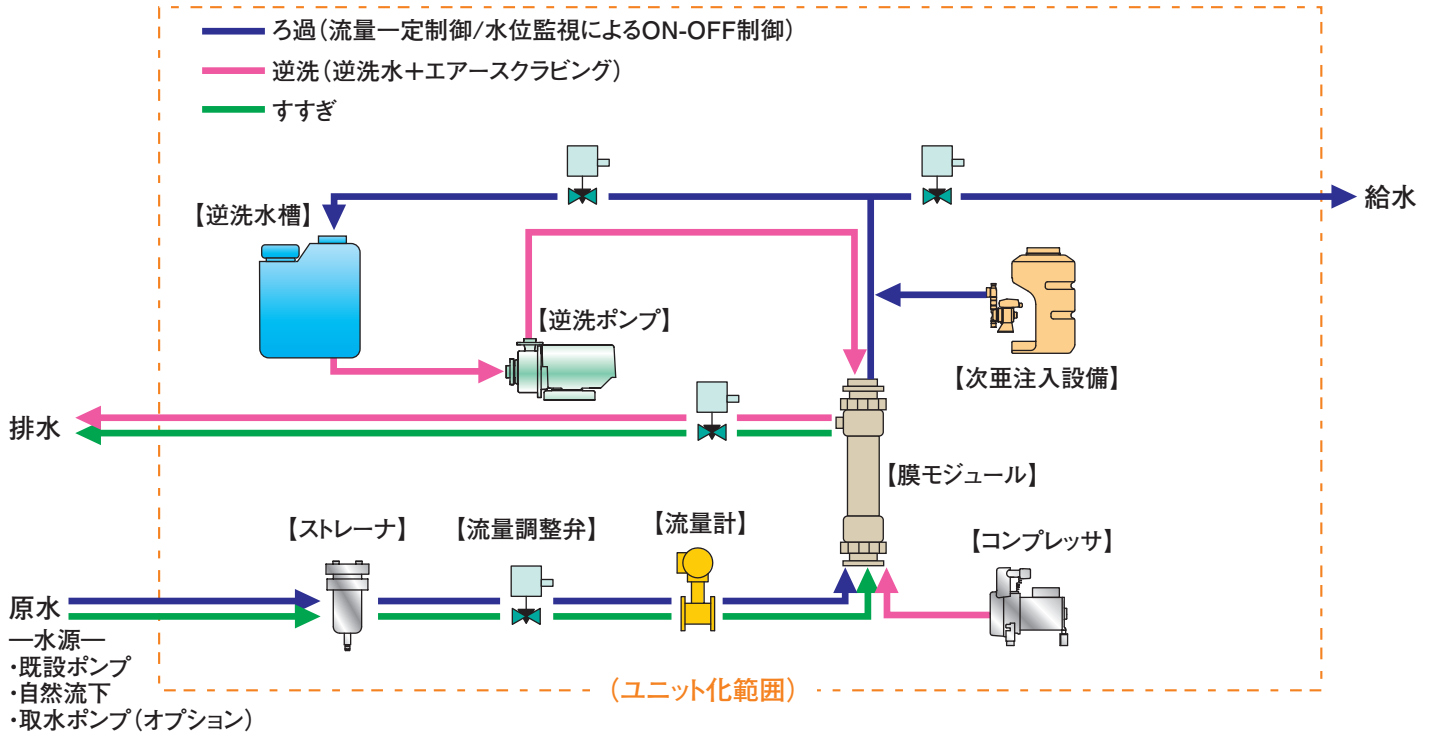 ろ過(流量一定制御/水位監視によるON-OFF制御)
逆洗(逆洗水+エアースクラビング)
すすぎ
給水
【逆洗水槽】
【逆洗ポンプ】
【次亜注入設備】
排水
【膜モジュール】
【ストレーナ】
【流量調整弁】
【流量計】
【コンプレッサ】
原水
―水源―
・既設ポンプ
・自然流下
・取水ポンプ(オプション)
(ユニット化範囲)